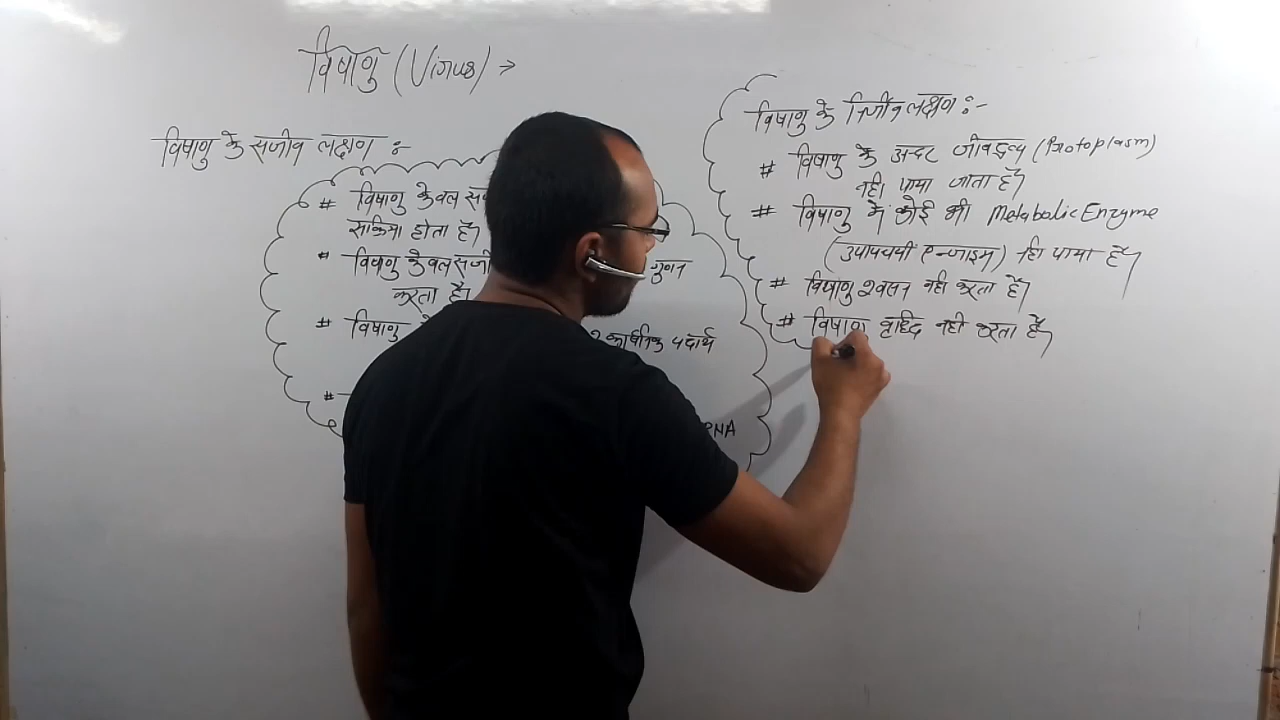 विषाणु (Virus) →
विषाणु के सजीव लक्षण :-
# विषाणु केवल
सक्रिय होता है।
# विषाणु केवल सजी
गुणन
करता है।
# विषाणु
कार्बनिक पदार्थ
#
RNA
विषाणु के निर्जीव लक्षण :-
# विषाणु के अन्दर जीवद्रव्य (Protoplasm)
नही पाया जाता है।
# विषाणु मे कोई भी Metabolic Enzyme
(उपापचयी एन्जाइम) नही पाया है।
# विषाणु श्वसन नही करता है।
# विषाणु वृद्धि नही करता है।